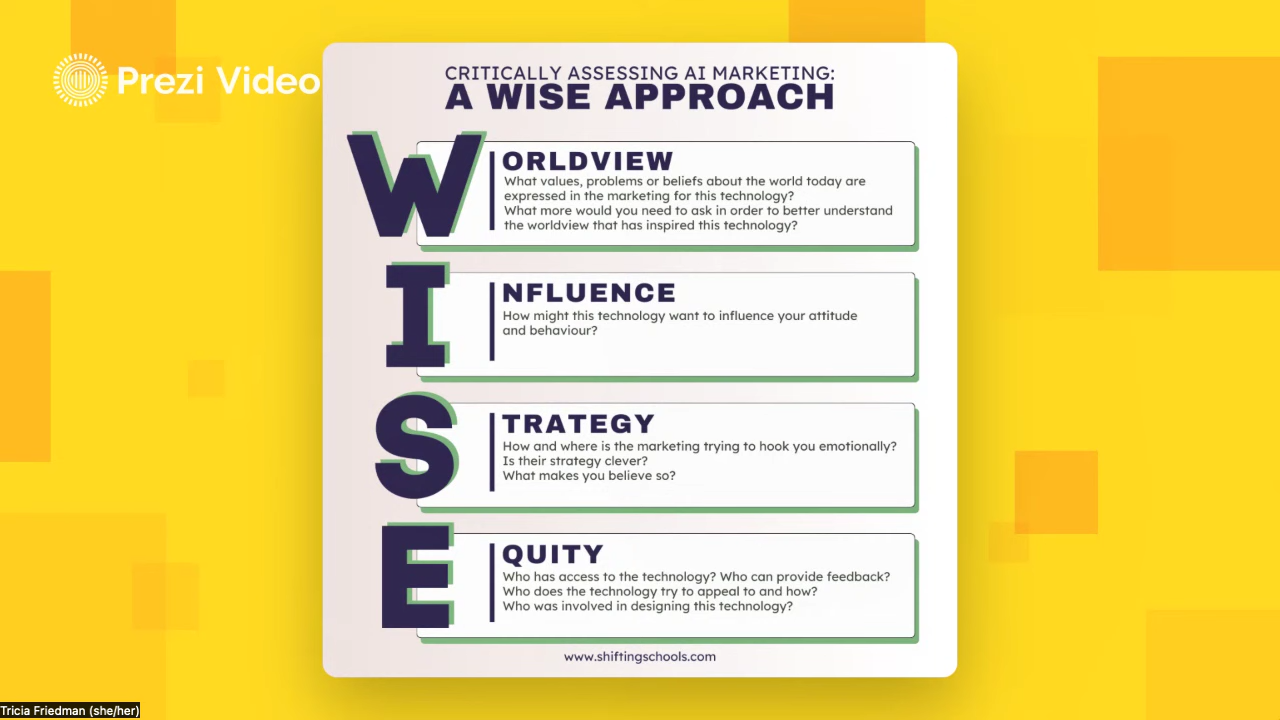 Prezi Video
CRITICALLY ASSESSING AI MARKETING:
A WISE APPROACH
WORLDVIEW
What values, problems or beliefs about the world today are
expressed in the marketing for this technology?
What more would you need to ask in order to better understand
the worldview that has inspired this technology?
INFLUENCE
How might this technology want to influence your attitude
and behaviour?
STRATEGY
How and where is the marketing trying to hook you emotionally?
Is their strategy clever?
What makes you believe so?
EQUITY
Who has access to the technology? Who can provide feedback?
Who does the technology try to appeal to and how?
Who was involved in designing this technology?
www.shiftingschools.com
Tricia Friedman (she/her)